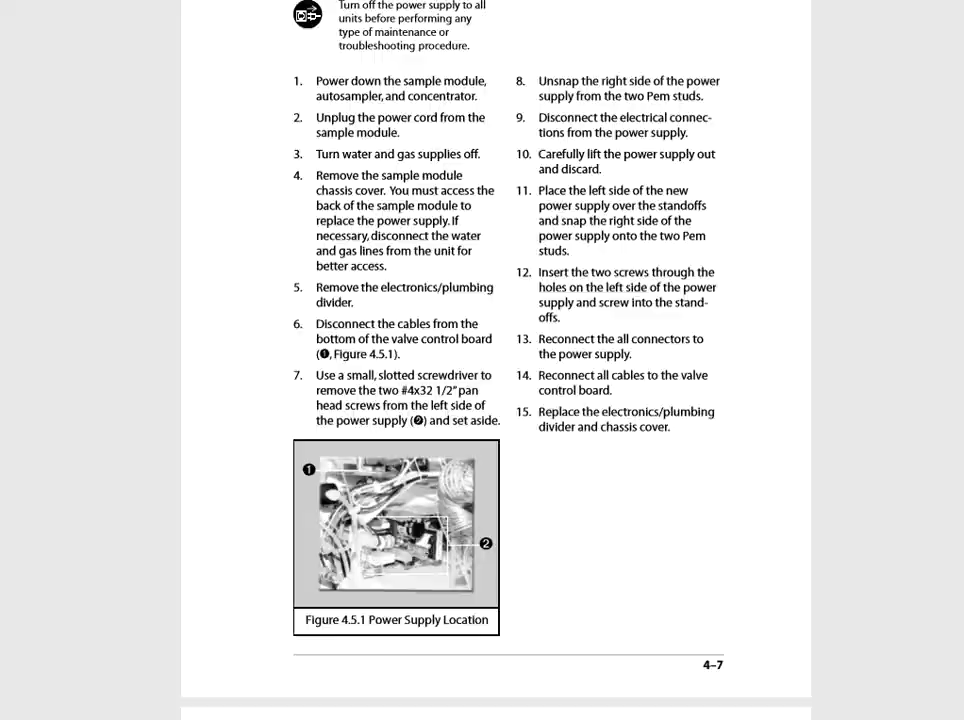 Turn off the power supply to all
units before performing any
type of maintenance or
troubleshooting procedure.
1. Power down the sample module,
autosampler, and concentrator.
2. Unplug the power cord from the
sample module.
3. Turn water and gas supplies off.
4. Remove the sample module
chassis cover. You must access the
back of the sample module to
replace the power supply. If
necessary, disconnect the water
and gas lines from the unit for
better access.
5. Remove the electronics/plumbing
divider.
6. Disconnect the cables from the
bottom of the valve control board
(❶, Figure 4.5.1).
7. Use a small, slotted screwdriver to
remove the two #4x32 1/2" pan
head screws from the left side of
the power supply (❷) and set aside.
❶
❷
Figure 4.5.1 Power Supply Location
8. Unsnap the right side of the power
supply from the two Pem studs.
9. Disconnect the electrical connec-
tions from the power supply.
10. Carefully lift the power supply out
and discard.
11. Place the left side of the new
power supply over the standoffs
and snap the right side of the
power supply onto the two Pem
studs.
12. Insert the two screws through the
holes on the left side of the power
supply and screw into the stand-
offs.
13. Reconnect the all connectors to
the power supply.
14. Reconnect all cables to the valve
control board.
15. Replace the electronics/plumbing
divider and chassis cover.
4–7